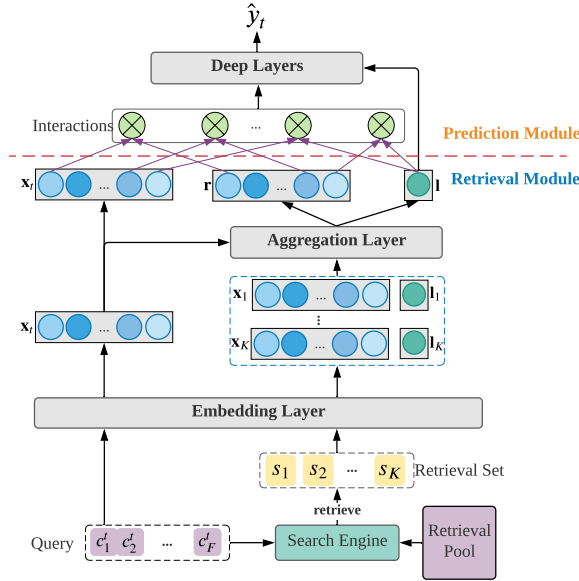 ŷ_t
Deep Layers
Interactions
...
Prediction Module
Retrieval Module
x_t
...
r
...
l
Aggregation Layer
x_1
...
l_1
⋮
x_t
...
x_K
...
l_K
Embedding Layer
s_1 s_2 ... s_K
Retrieval Set
retrieve
Query
c_1^t c_2^t ... c_F^t
Search Engine
Retrieval
Pool